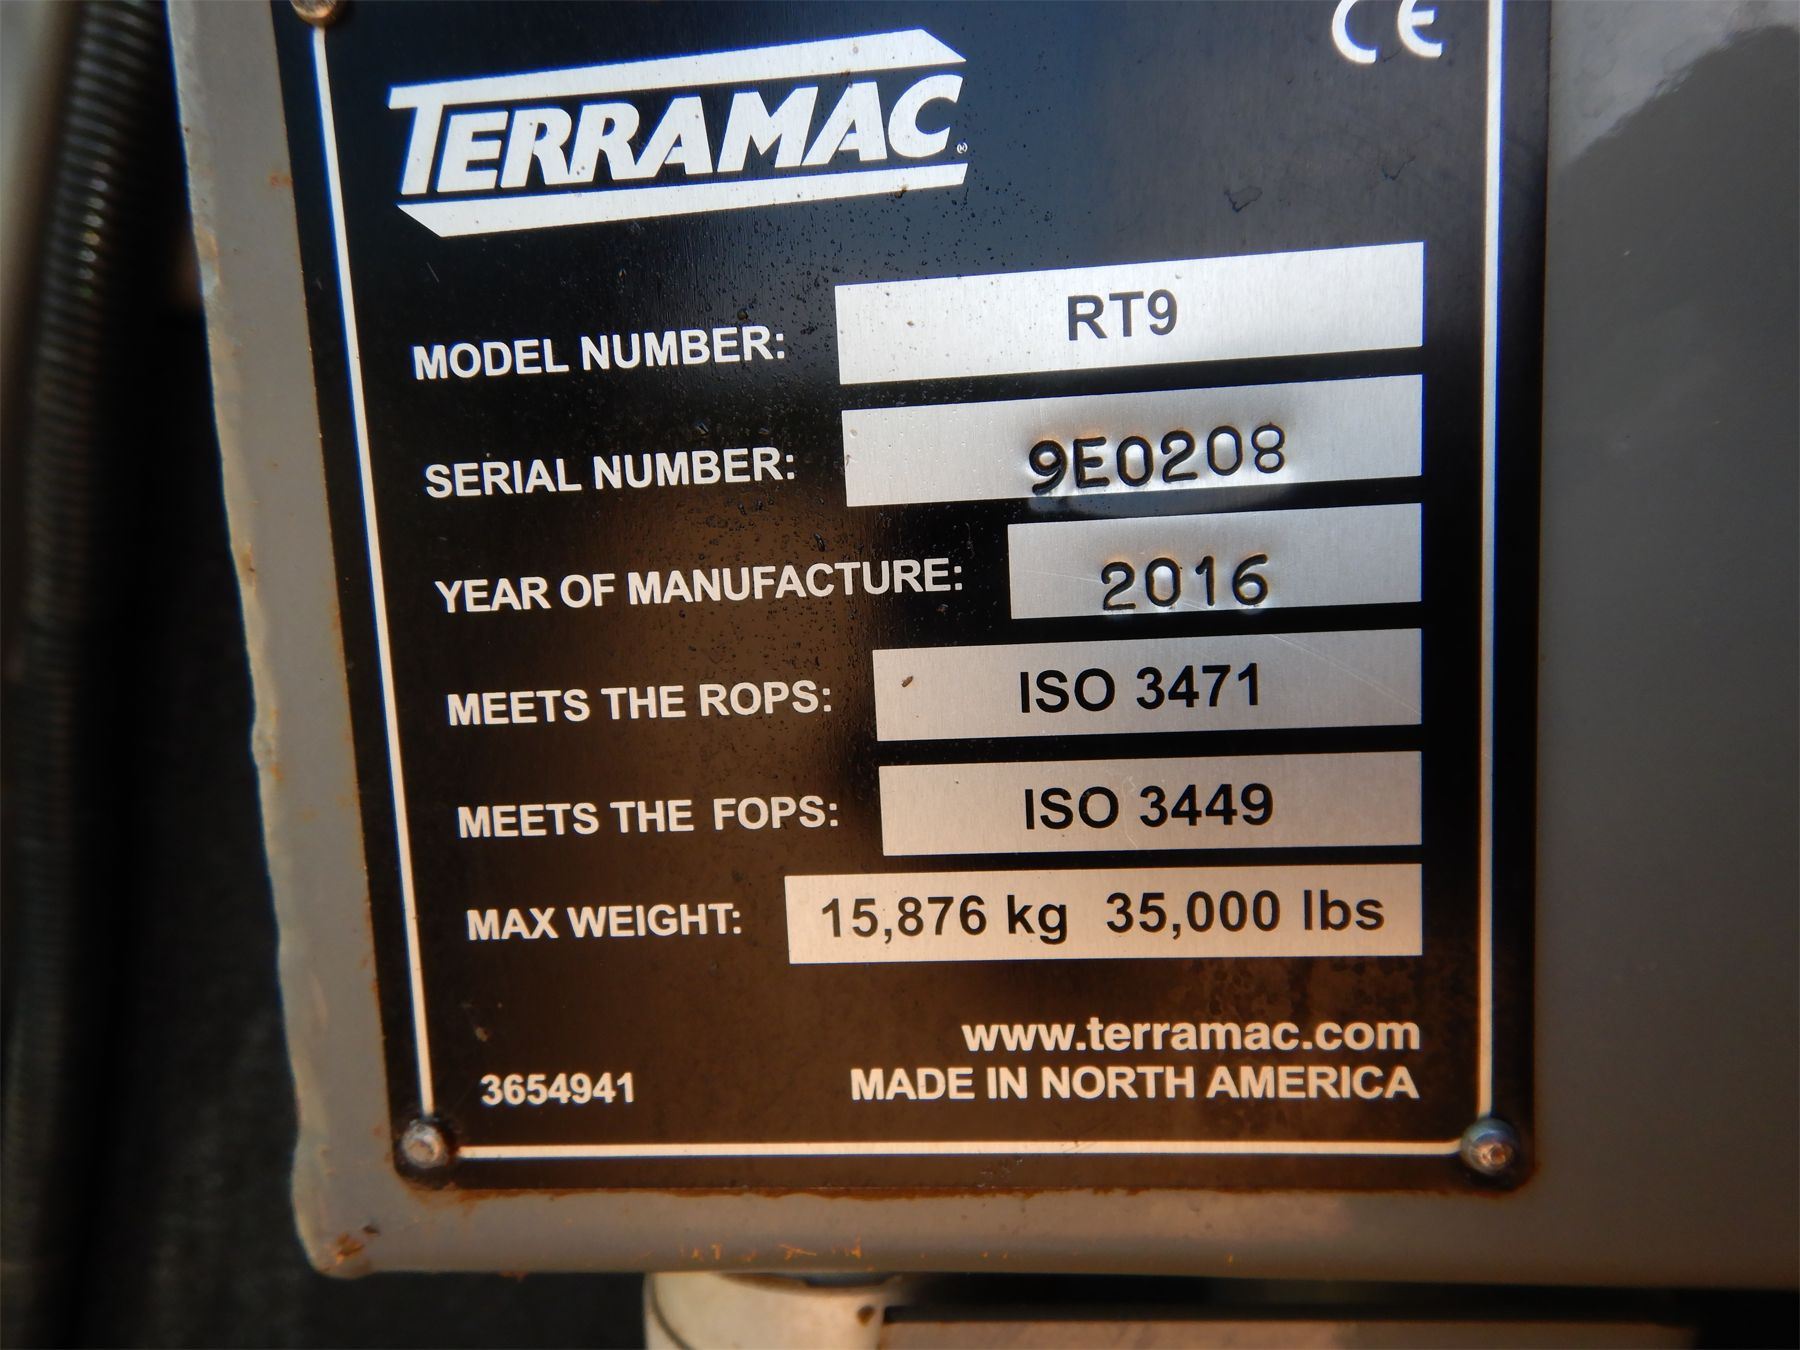 CE
TERRAMAC®
MODEL NUMBER: RT9
SERIAL NUMBER: 9E0208
YEAR OF MANUFACTURE: 2016
MEETS THE ROPS: ISO 3471
MEETS THE FOPS: ISO 3449
MAX WEIGHT: 15,876 kg 35,000 lbs
www.terramac.com
3654941 MADE IN NORTH AMERICA